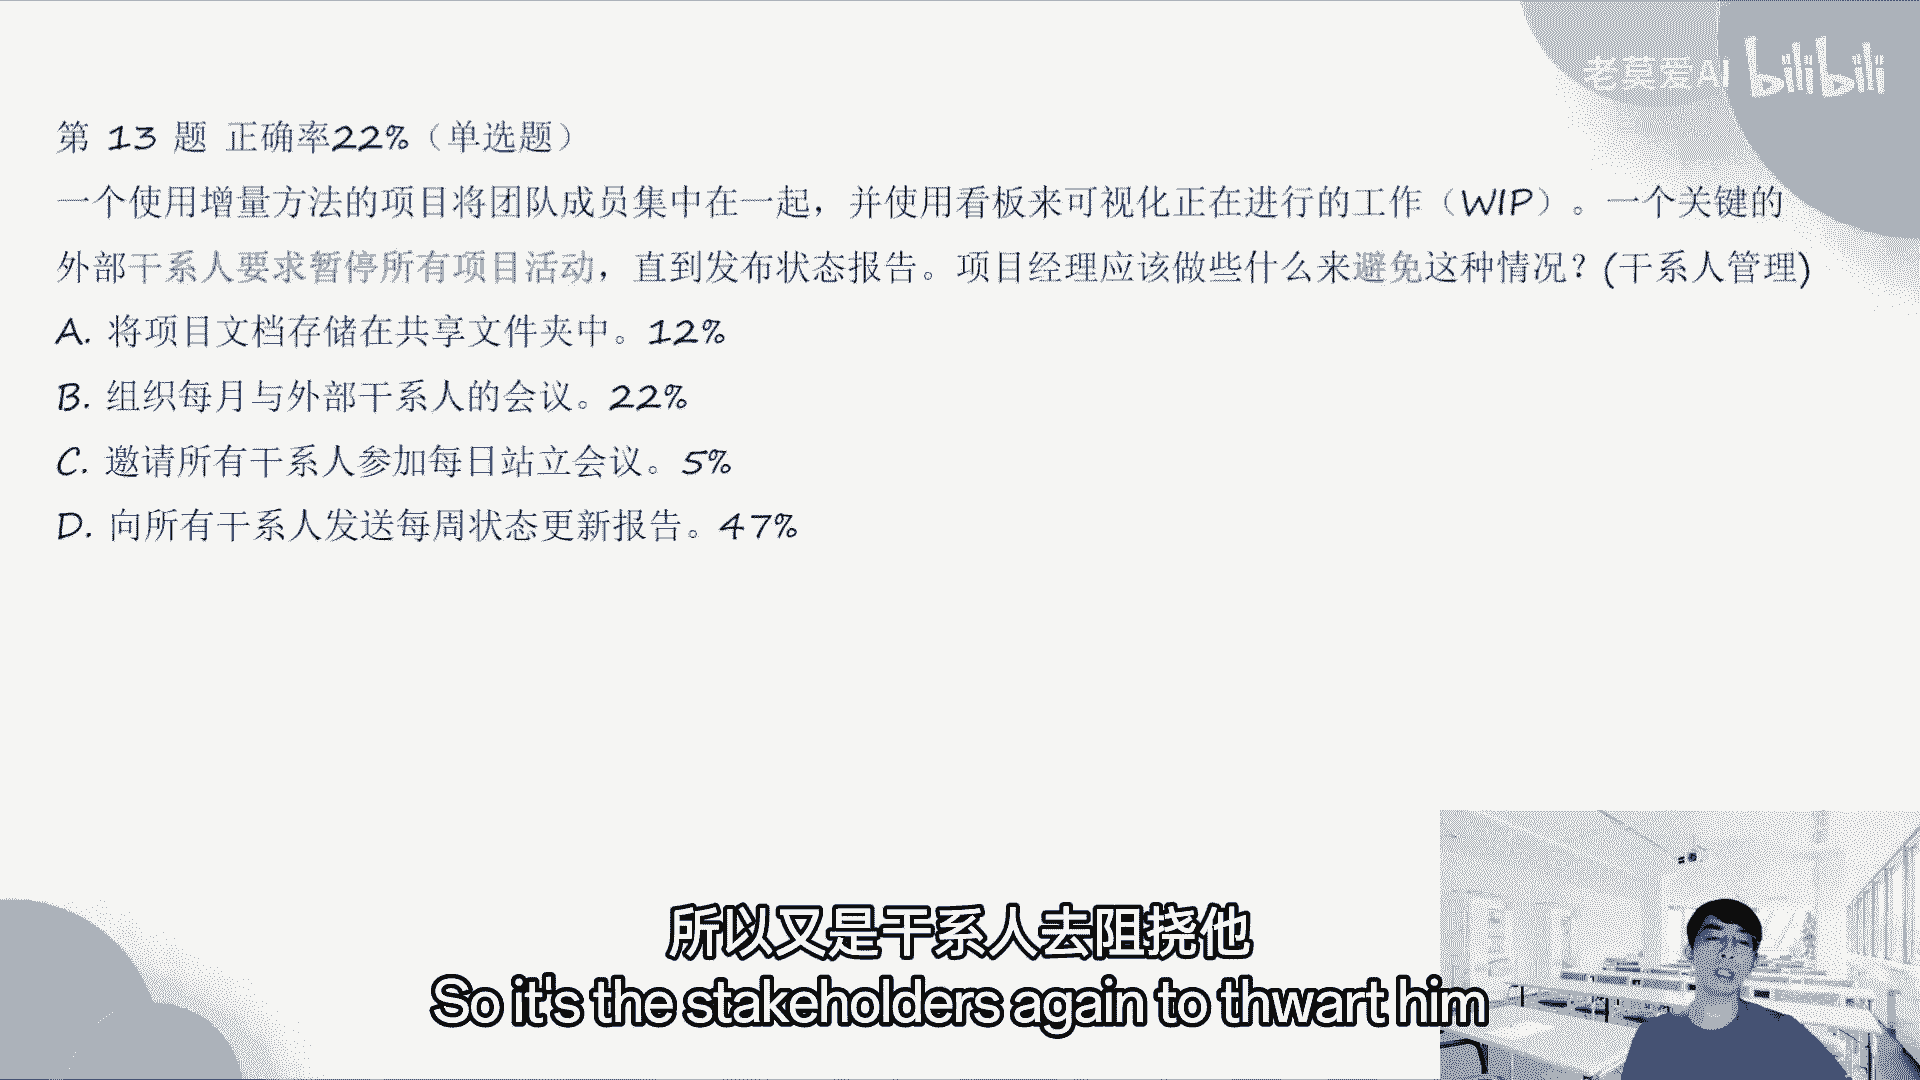 老莫爱AI bilibili
第 13 题 正确率22%（单选题）
一个使用增量方法的项目将团队成员集中在一起，并使用看板来可视化正在进行的工作（WIP）。一个关键的
外部干系人要求暂停所有项目活动，直到发布状态报告。项目经理应该做些什么来避免这种情况？(干系人管理)
A. 将项目文档存储在共享文件夹中。12%
B. 组织每月与外部干系人的会议。22%
C. 邀请所有干系人参加每日站立会议。5%
D. 向所有干系人发送每周状态更新报告。47%
所以又是干系人去阻挠他
So it's the stakeholders again to thwart him